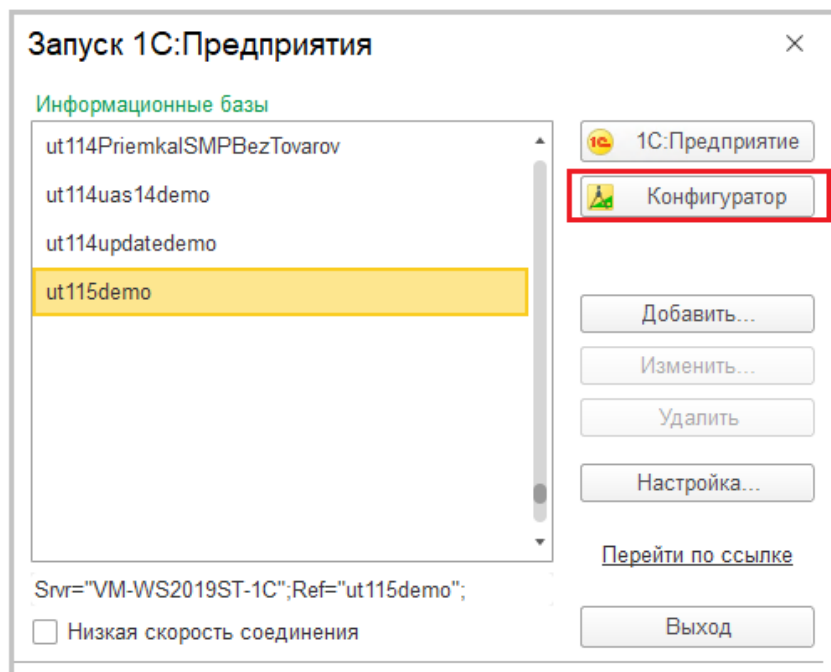 Запуск 1С:Предприятия
Информационные базы
ut114PriemkaISMPBezTovarov
ut114uas14demo
ut114updatedemo
ut115demo
1С:Предприятие
Конфигуратор
Добавить...
Изменить...
Удалить
Настройка...
Перейти по ссылке
Srvr="VM-WS2019ST-1C";Ref="ut115demo";
Низкая скорость соединения
Выход